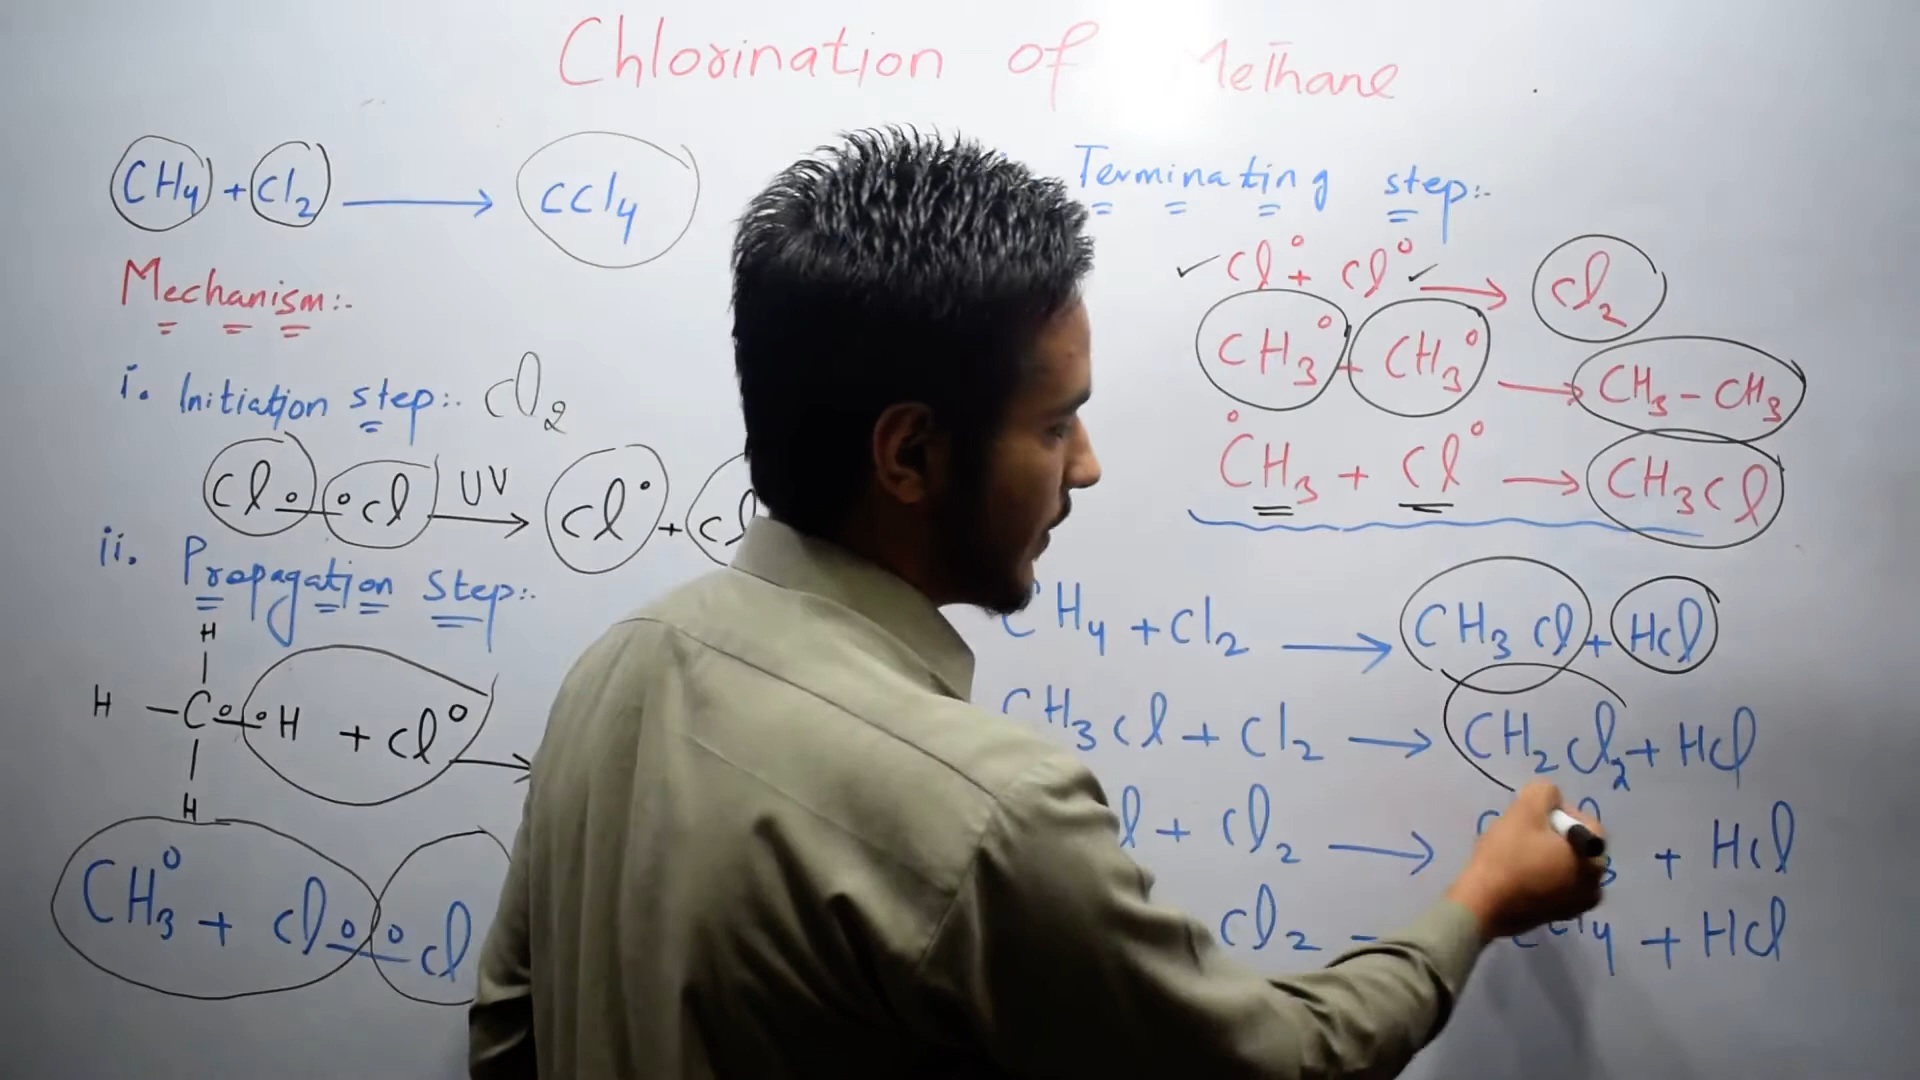 Chlorination of Methane
CH4 + Cl2 → CCl4
Mechanism:-
i. Initiation step:- Cl2
Cl° °Cl UV → Cl° + Cl
ii. Propagation step:-
H
H – C° °H + Cl° →
H
CH3° + Cl° °Cl
Terminating step:-
✓ Cl° + Cl° ✓ → Cl2
CH3° + CH3° → CH3 – CH3
°CH3 + Cl° → CH3Cl
CH4 + Cl2 → CH3Cl + HCl
CH3Cl + Cl2 → CH2Cl2 + HCl
l + Cl2 → 3 + HCl
Cl2 – CCl4 + HCl